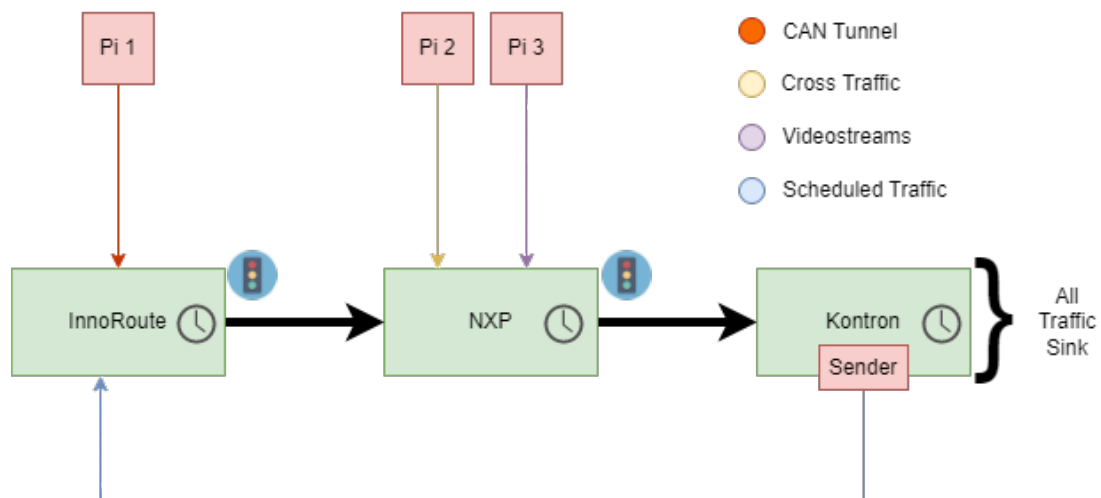 Pi 1
Pi 2
Pi 3
CAN Tunnel
Cross Traffic
Videostreams
Scheduled Traffic
InnoRoute
NXP
Kontron
Sender
All
Traffic
Sink